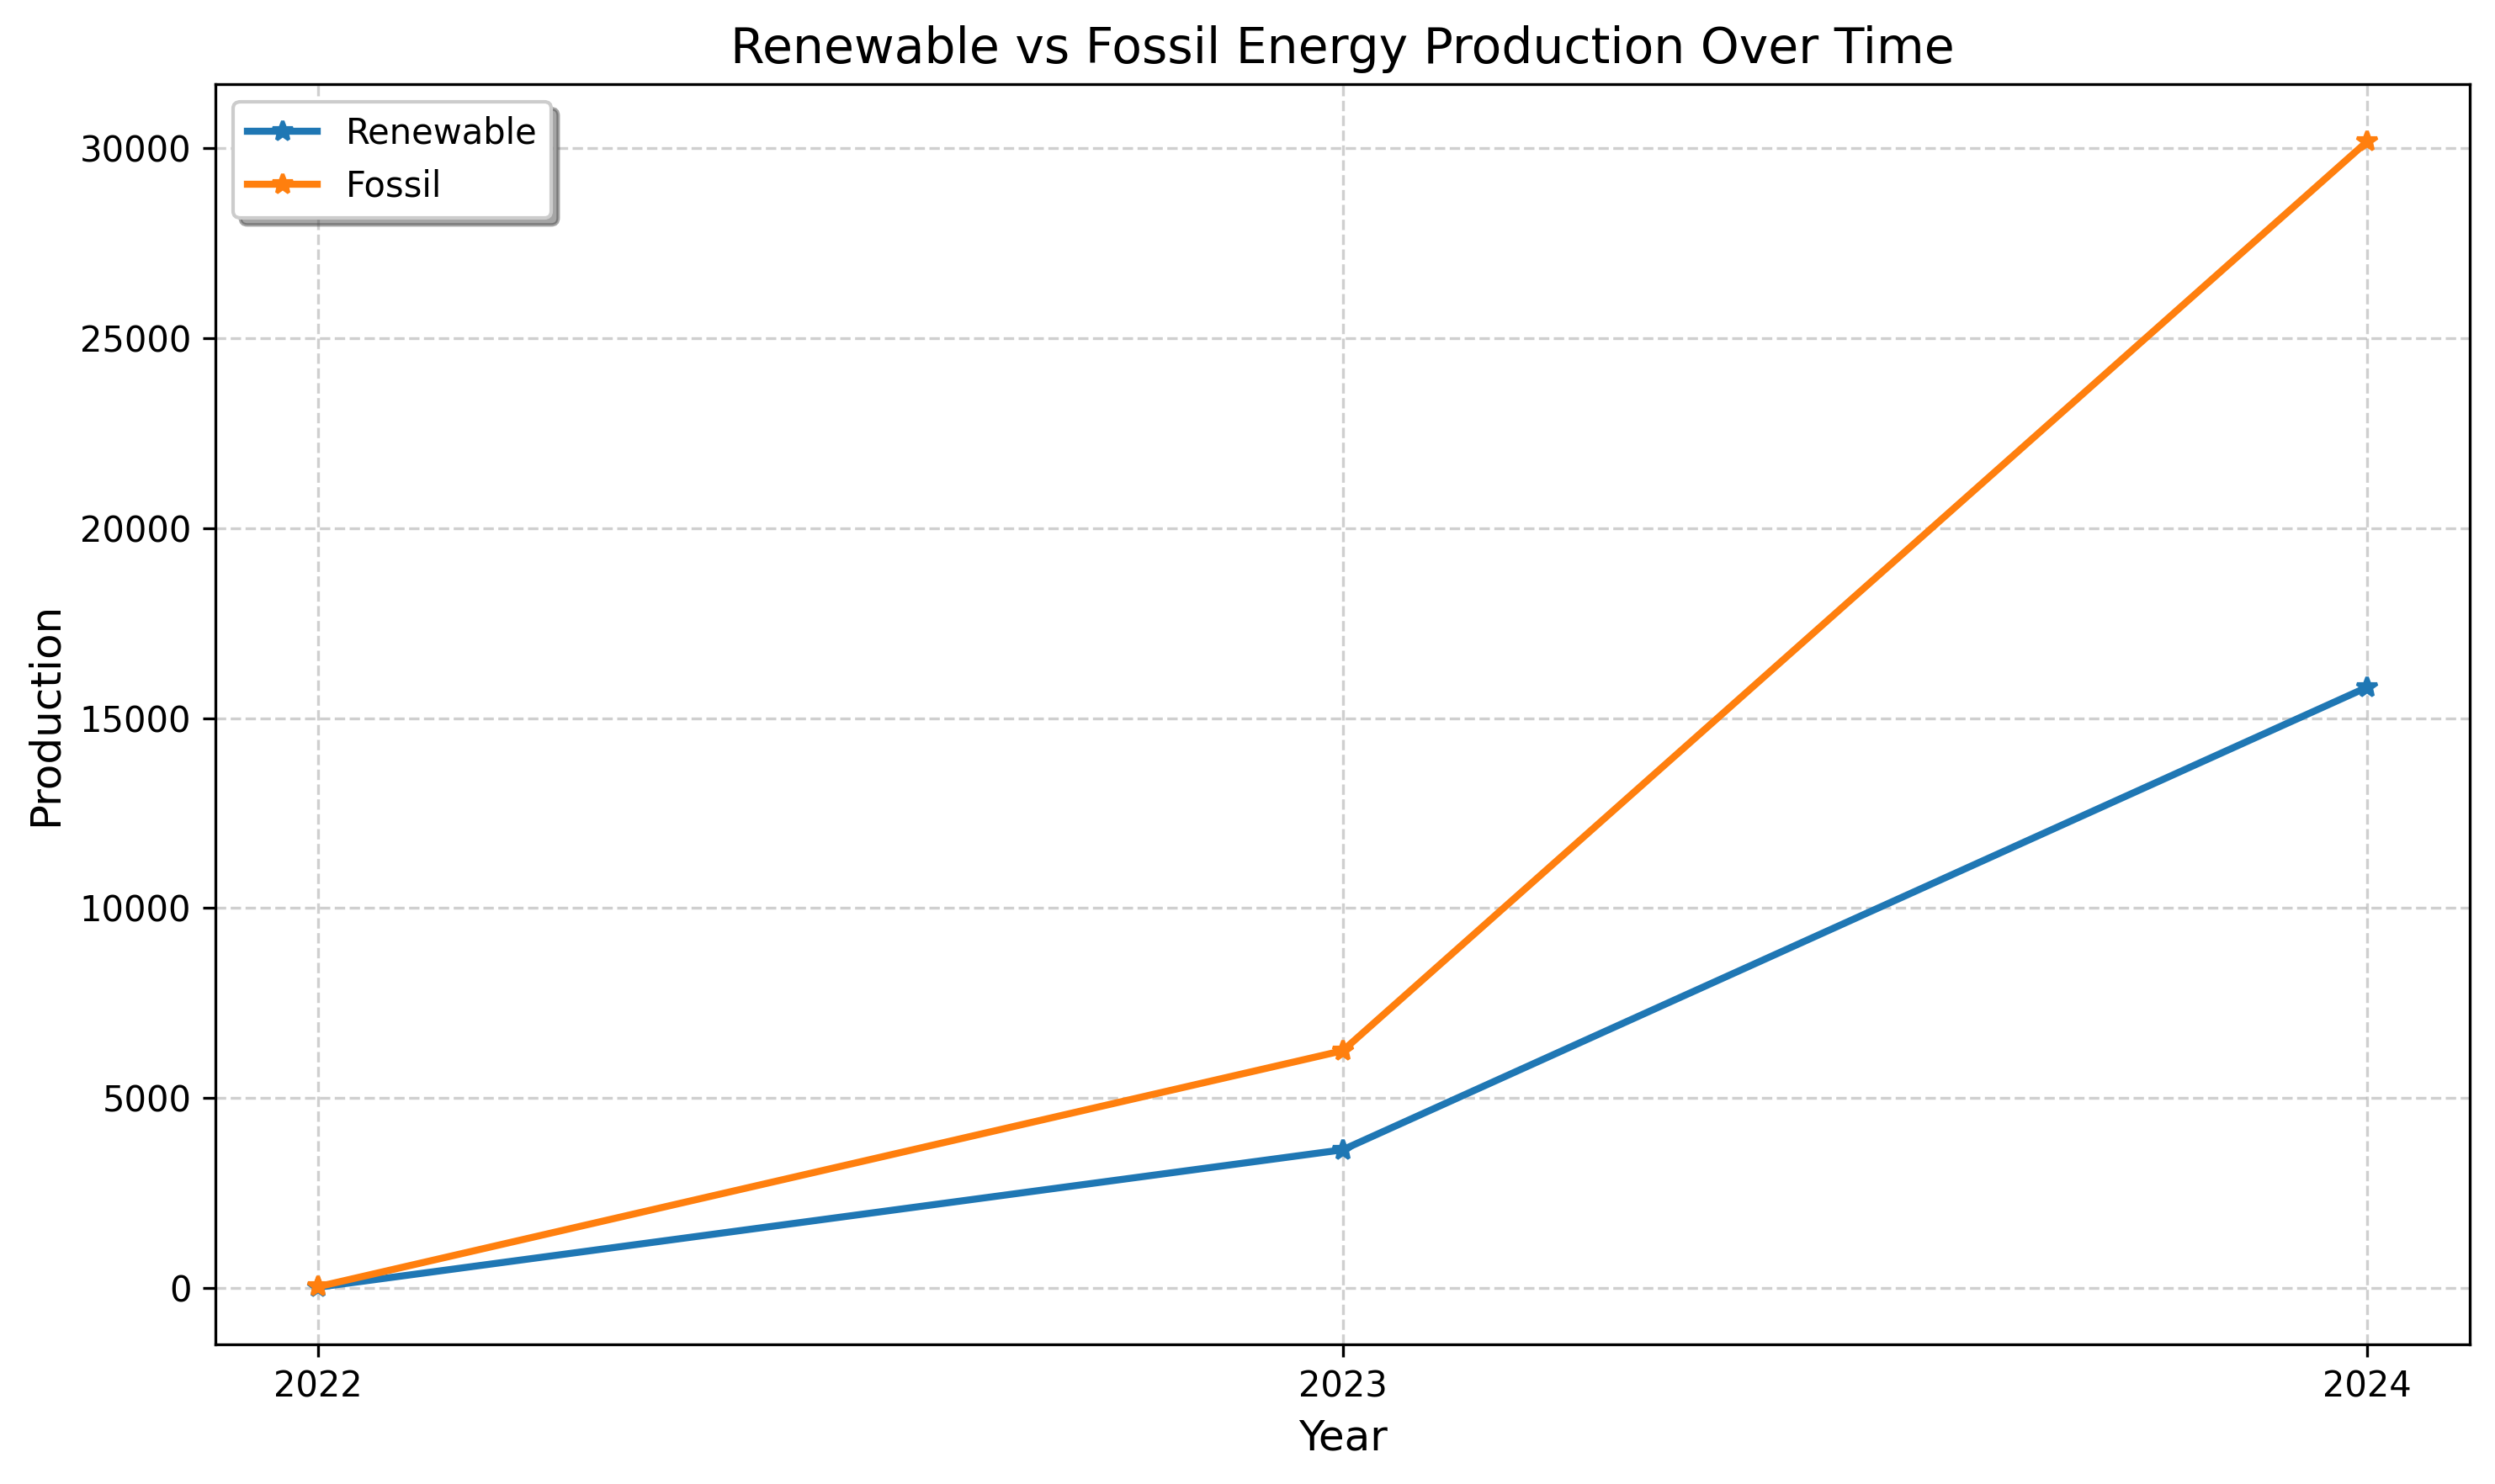 Renewable vs Fossil Energy Production Over Time
Renewable
Fossil
30000
25000
20000
15000
10000
5000
0
Production
2022 2023 2024
Year